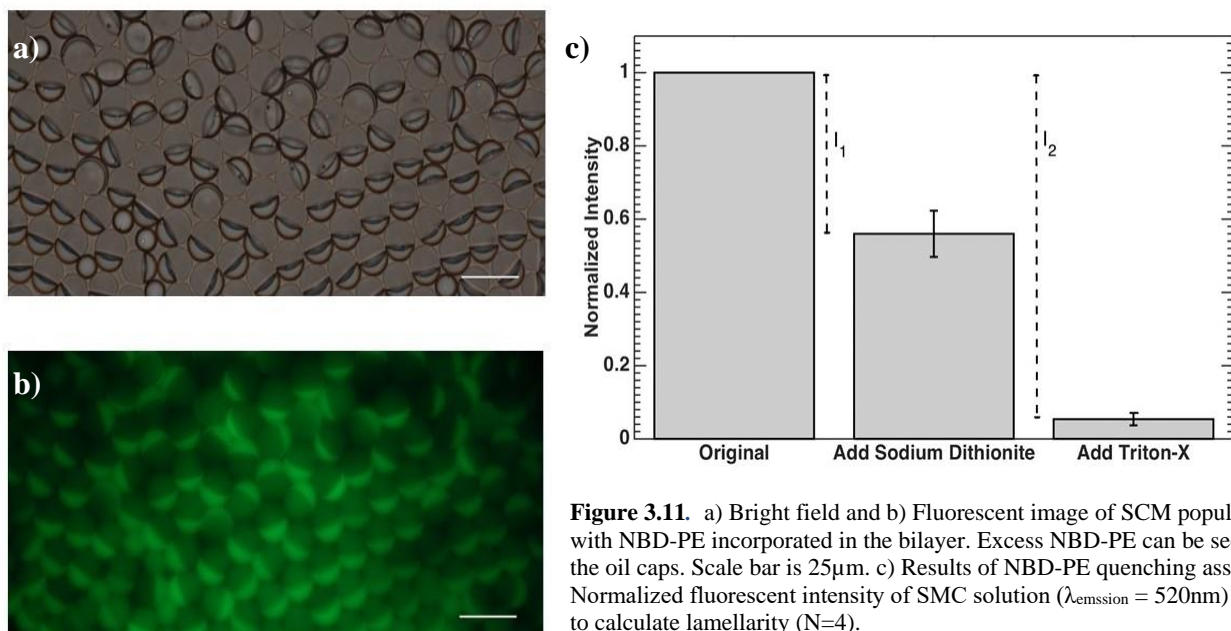 a)
b)
c)
Normalized Intensity
1
0.8
0.6
0.4
0.2
0
I1
I2
Original
Add Sodium Dithionite
Add Triton-X
Figure 3.11. a) Bright field and b) Fluorescent image of SCM popul
with NBD-PE incorporated in the bilayer. Excess NBD-PE can be se
the oil caps. Scale bar is 25µm. c) Results of NBD-PE quenching ass
Normalized fluorescent intensity of SMC solution (λemssion = 520nm)
to calculate lamellarity (N=4).